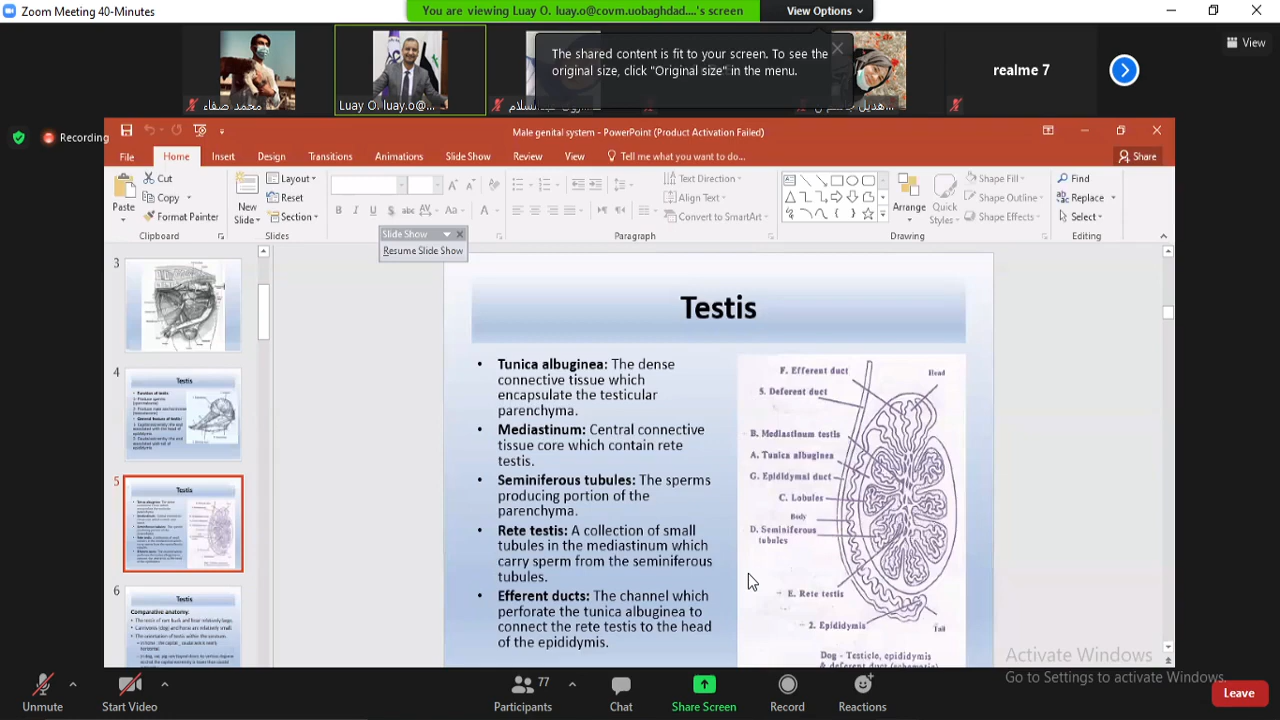 Zoom Meeting 40-Minutes
You are viewing Luay O. luay.o@covm.uobaghdad....'s screen
View Options
The shared content is fit to your screen. To see the
original size, click "Original size" in the menu.
View
محمد صفاء
Luay O. luay.o@...
realme 7
Recording
Male genital system - PowerPoint (Product Activation Failed)
File
Home
Insert
Design
Transitions
Animations
Slide Show
Review
View
Tell me what you want to do...
Share
Paste
Cut
Copy
Format Painter
Clipboard
New
Slide
Layout
Reset
Section
Slides
Paragraph
Text Direction
Align Text
Convert to SmartArt
Arrange
Quick
Styles
Shape Fill
Shape Outline
Shape Effects
Drawing
Find
Replace
Select
Editing
Slide Show
Resume Slide Show
3
4
Testis
5
Testis
6
Testis
Comparative anatomy:
Testis
• Tunica albuginea: The dense
connective tissue which
encapsulate the testicular
parenchyma.
• Mediastinum: Central connective
tissue core which contain rete
testis.
• Seminiferous tubules: The sperms
producing portion of the
parenchyma.
• Rete testis: A collection of small
tubules in the mediastinum which
carry sperm from the seminiferous
tubules.
• Efferent ducts: The channel which
perforate the tunica albuginea to
connect the rete testis to the head
of the epididymis.
F. Efferent duct
Head
5. Deferent duct
B. Mediastinum testis
A. Tunica albuginea
G. Epididymal duct
C. Lobules
Body
D. Seminiferous
tubules
E. Rete testis
2. Epididymis
Tail
Dog - Testicle, epididymis
& deferent duct (schematic)
Activate Windows
Go to Settings to activate Windows.
Unmute
Start Video
77
Participants
Chat
Share Screen
Record
Reactions
Leave